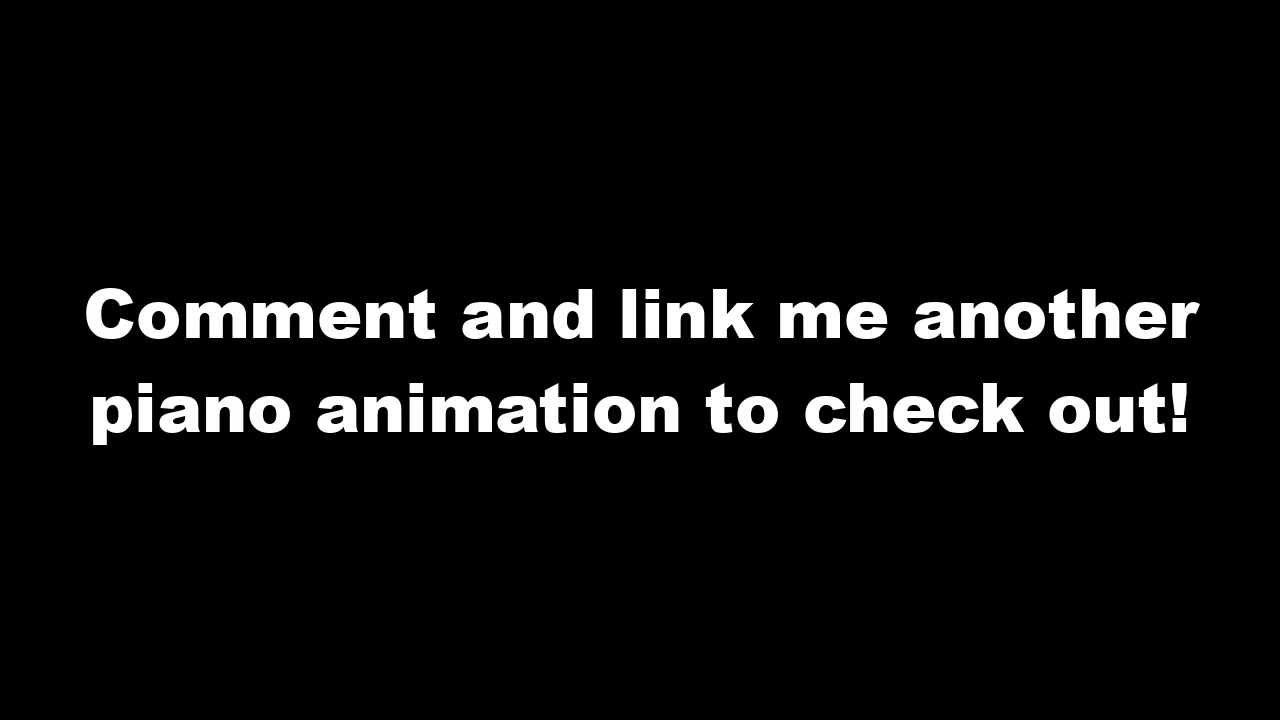 Comment and link me another
piano animation to check out!